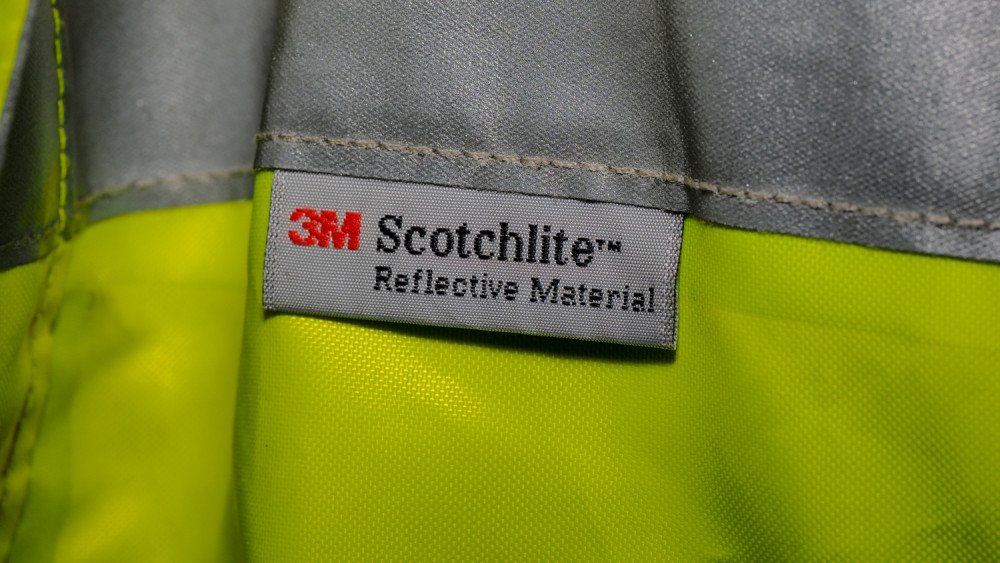 3M Scotchlite™
Reflective Material